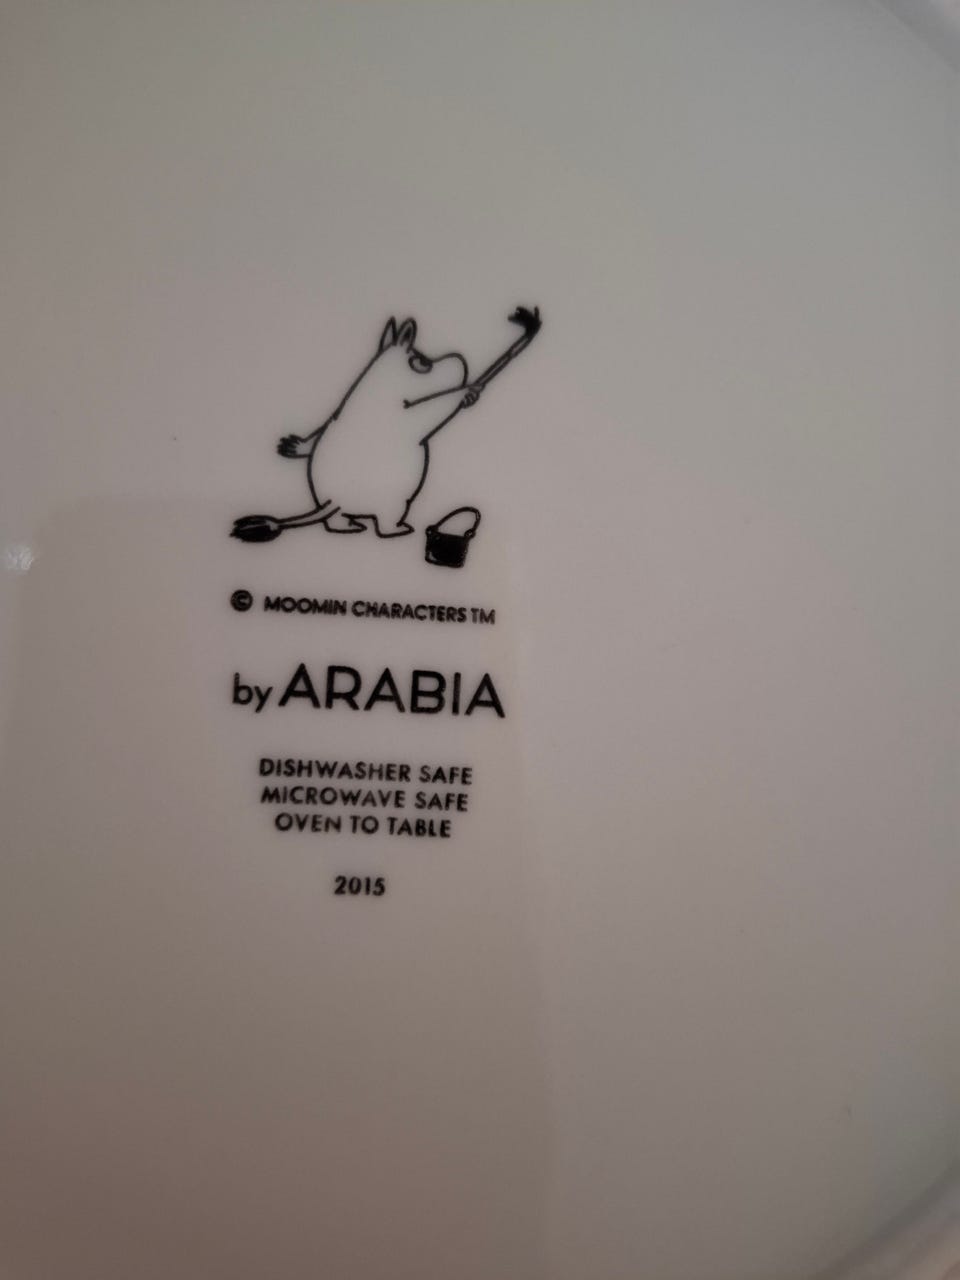 © MOOMIN CHARACTERS TM
by ARABIA
DISHWASHER SAFE
MICROWAVE SAFE
OVEN TO TABLE
2015